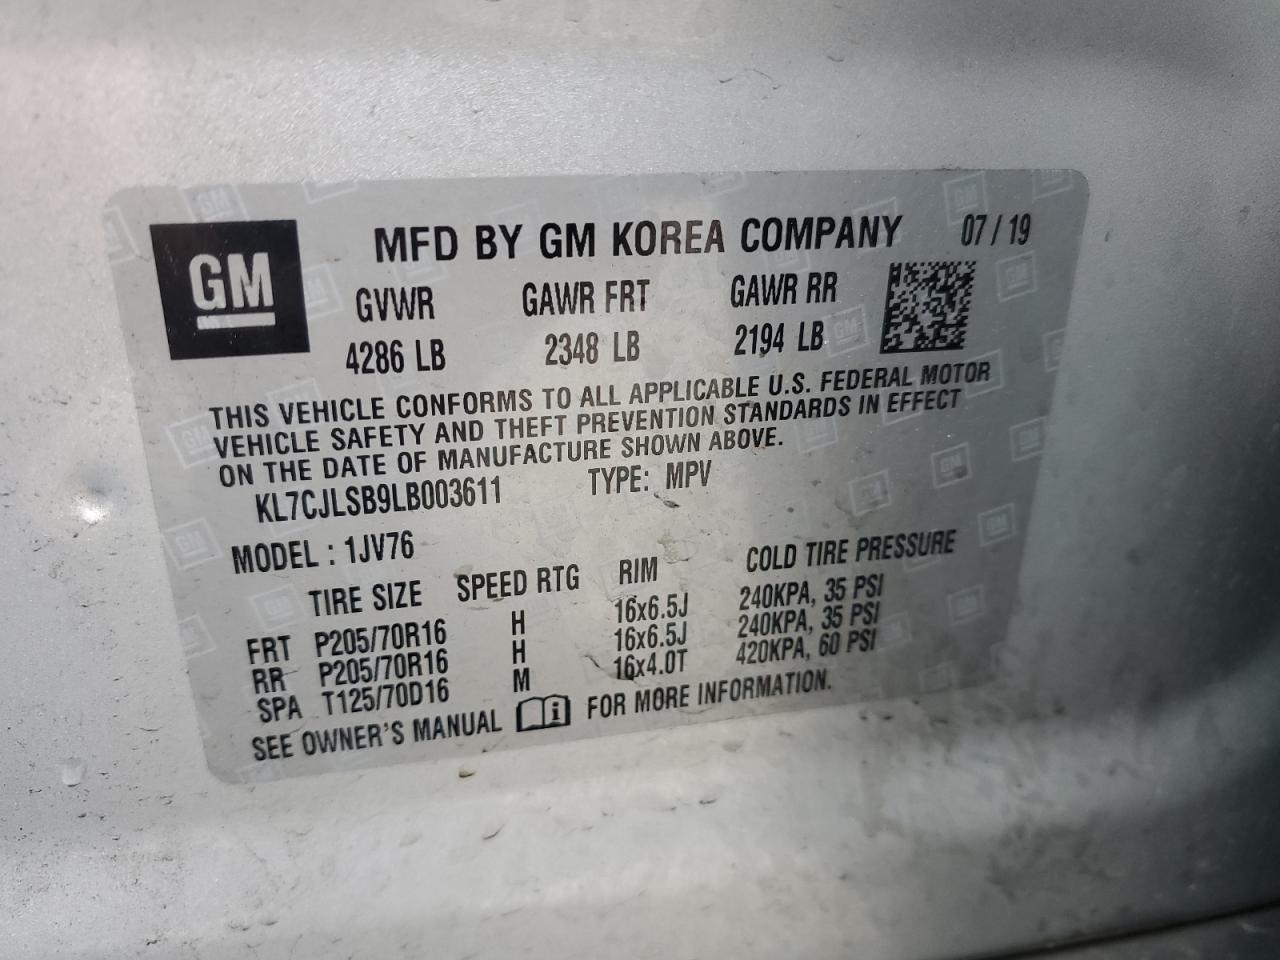 GM
MFD BY GM KOREA COMPANY 07/19
GVWR GAWR FRT GAWR RR
4286 LB 2348 LB 2194 LB
THIS VEHICLE CONFORMS TO ALL APPLICABLE U.S. FEDERAL MOTOR
VEHICLE SAFETY AND THEFT PREVENTION STANDARDS IN EFFECT
ON THE DATE OF MANUFACTURE SHOWN ABOVE.
KL7CJLSB9LB003611 TYPE: MPV
MODEL : 1JV76
TIRE SIZE SPEED RTG RIM COLD TIRE PRESSURE
FRT P205/70R16 H 16x6.5J 240KPA, 35 PSI
RR P205/70R16 H 16x6.5J 240KPA, 35 PSI
SPA T125/70D16 M 16x4.0T 420KPA, 60 PSI
SEE OWNER'S MANUAL i FOR MORE INFORMATION.